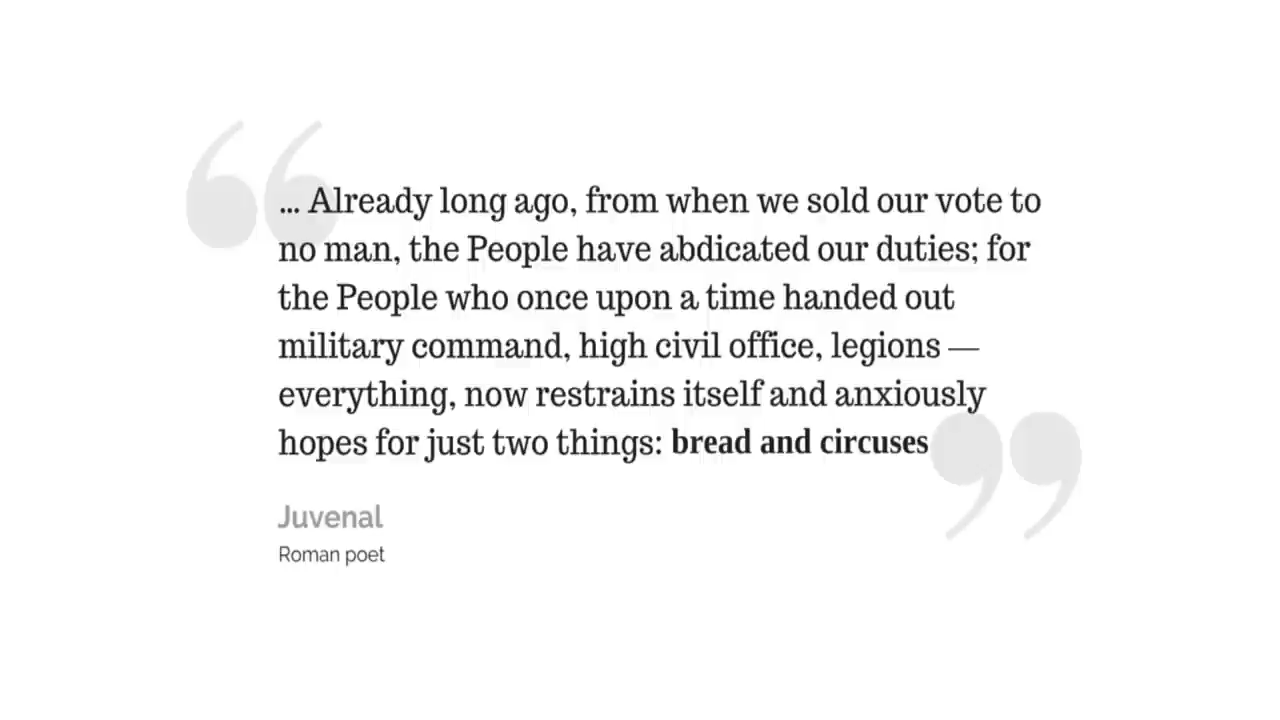 ... Already long ago, from when we sold our vote to
no man, the People have abdicated our duties; for
the People who once upon a time handed out
military command, high civil office, legions —
everything, now restrains itself and anxiously
hopes for just two things: bread and circuses
Juvenal
Roman poet